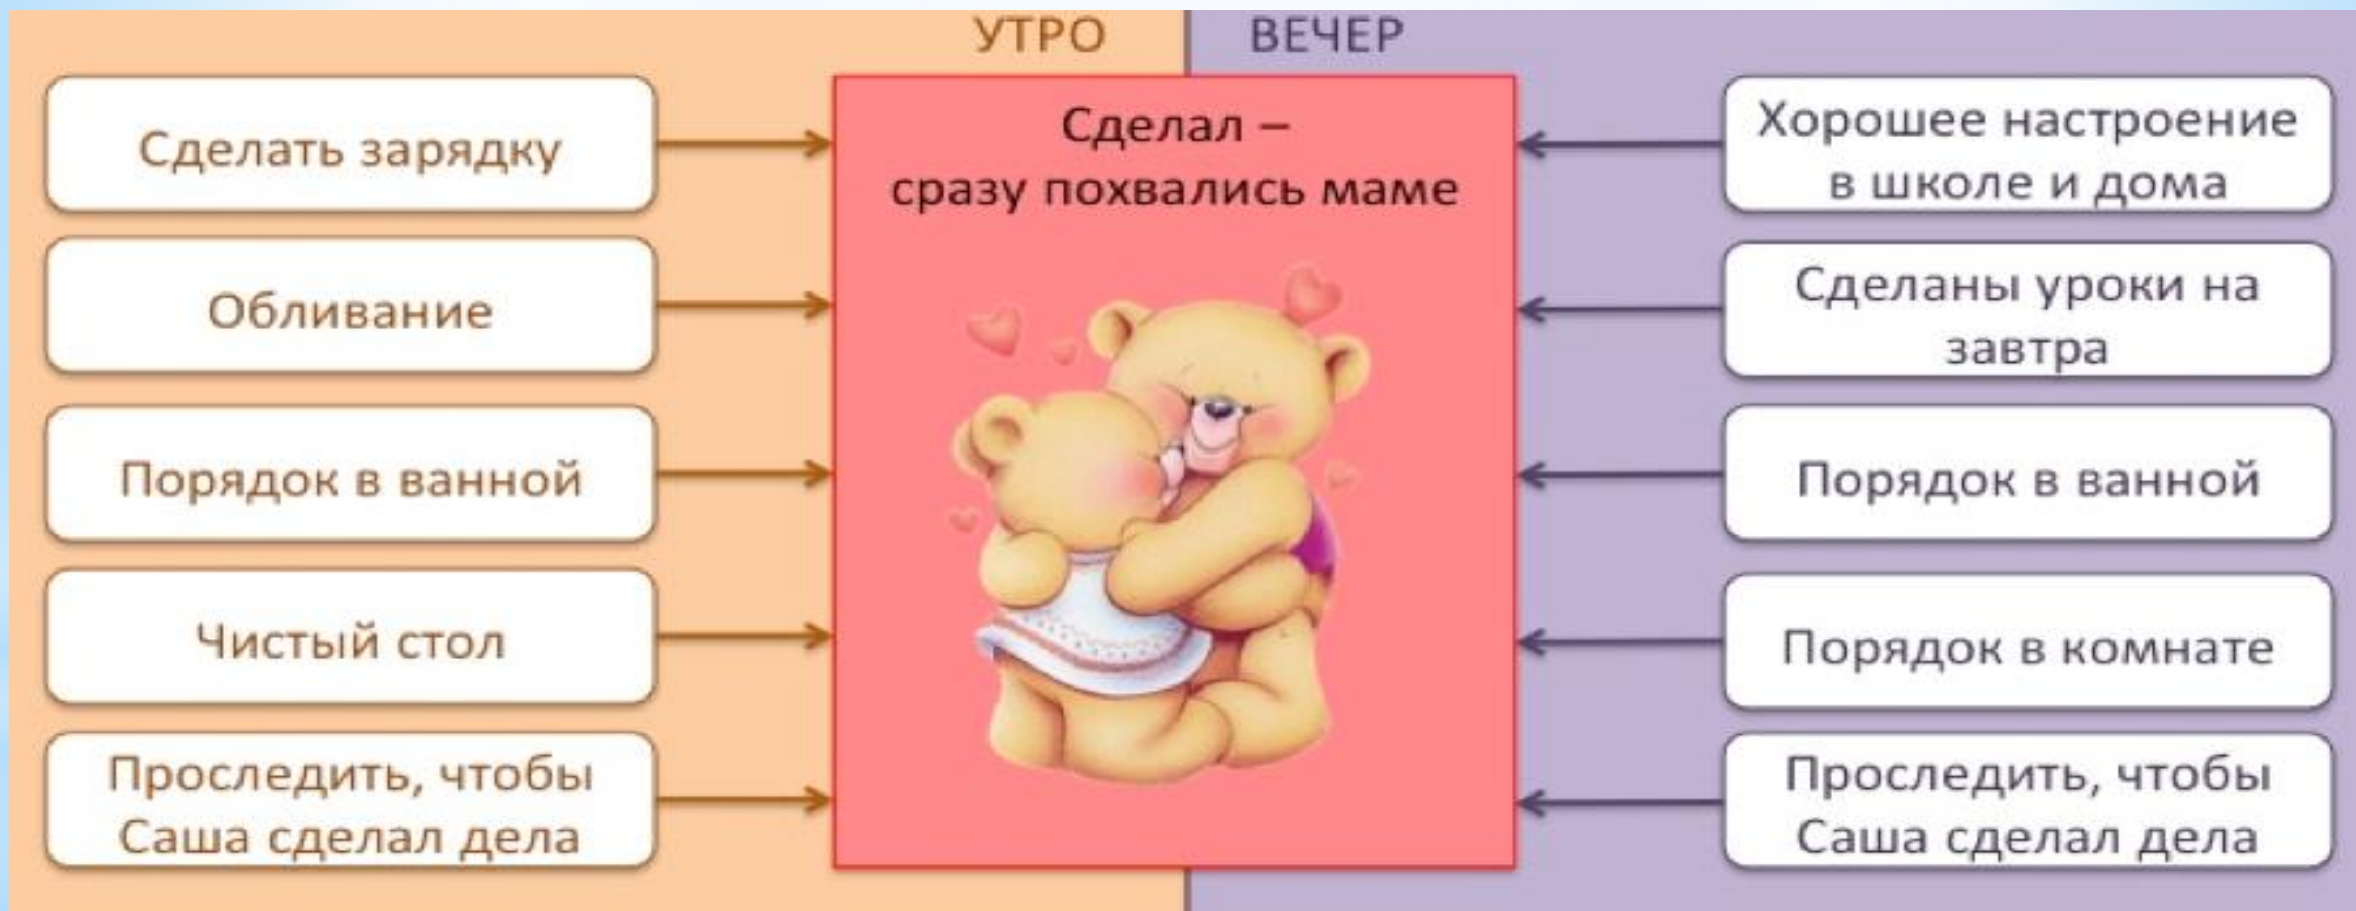 УТРО
ВЕЧЕР
Сделать зарядку
Обливание
Порядок в ванной
Чистый стол
Проследить, чтобы
Саша сделал дела
Сделал –
сразу похвались маме
Хорошее настроение
в школе и дома
Сделаны уроки на
завтра
Порядок в ванной
Порядок в комнате
Проследить, чтобы
Саша сделал дела